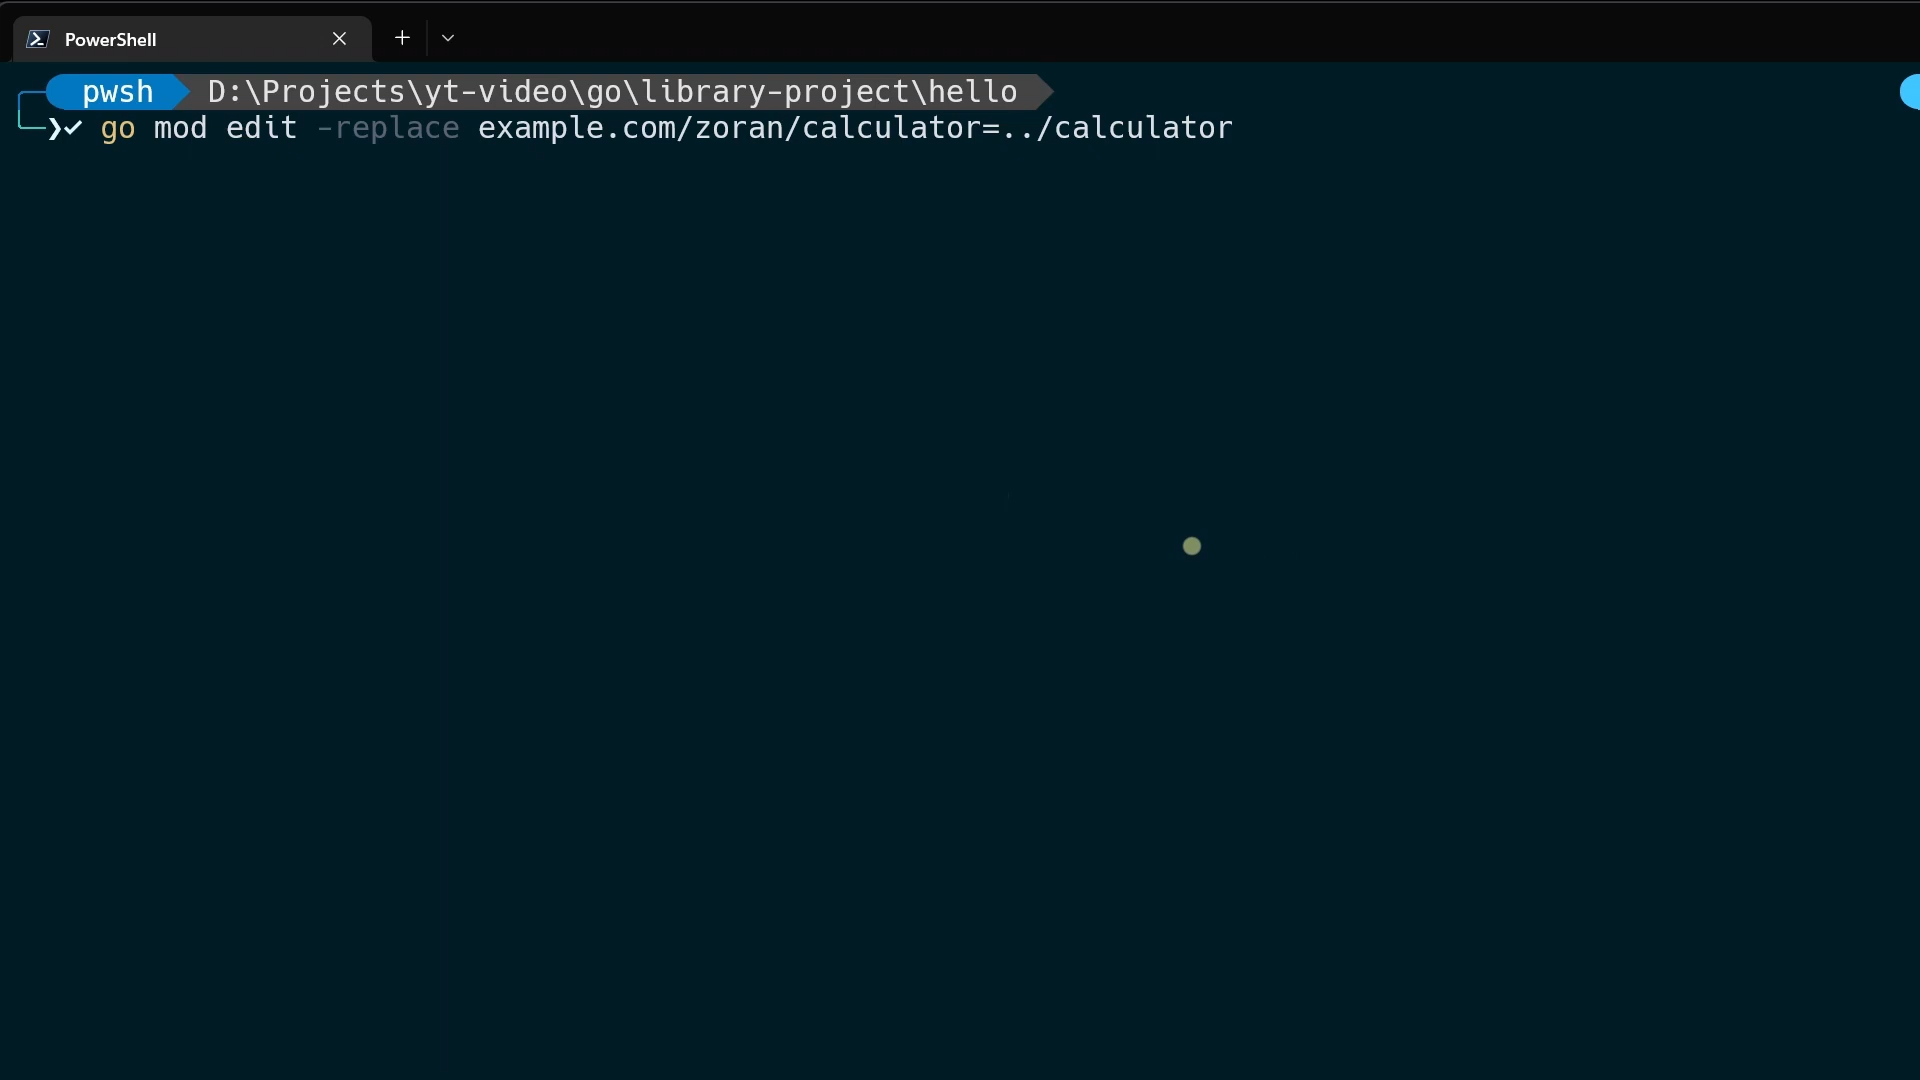 PowerShell
pwsh D:\Projects\yt-video\go\library-project\hello
go mod edit -replace example.com/zoran/calculator=../calculator